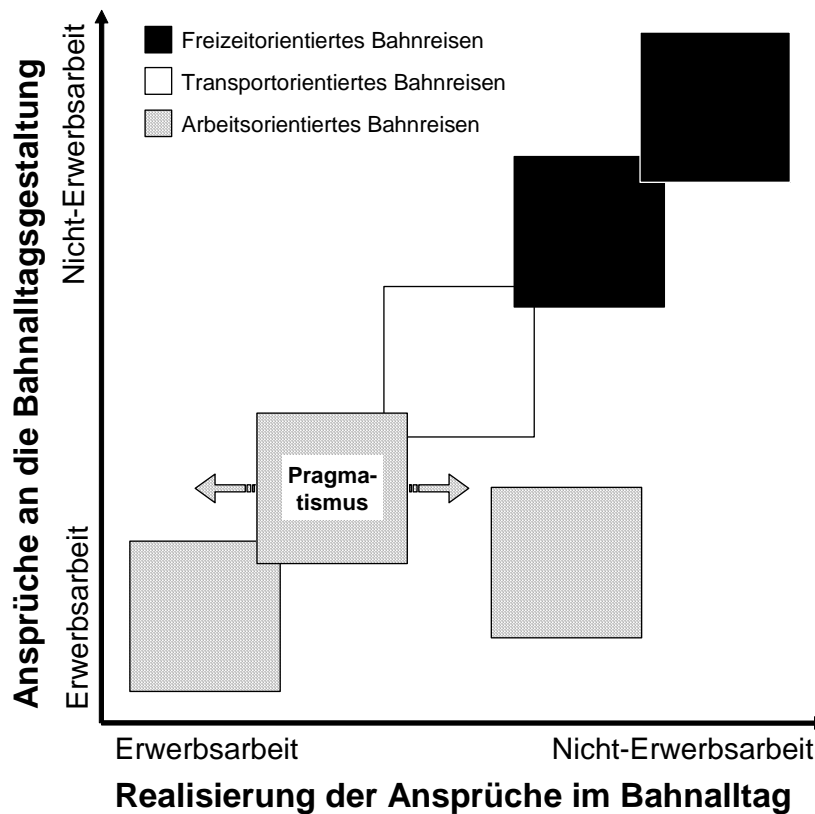 Freizeitorientiertes Bahnreisen
Transportorientiertes Bahnreisen
Arbeitsorientiertes Bahnreisen
Ansprüche an die Bahnalltagsgestaltung
Nicht-Erwerbsarbeit
Erwerbsarbeit
Pragma-
tismus
Erwerbsarbeit
Nicht-Erwerbsarbeit
Realisierung der Ansprüche im Bahnalltag